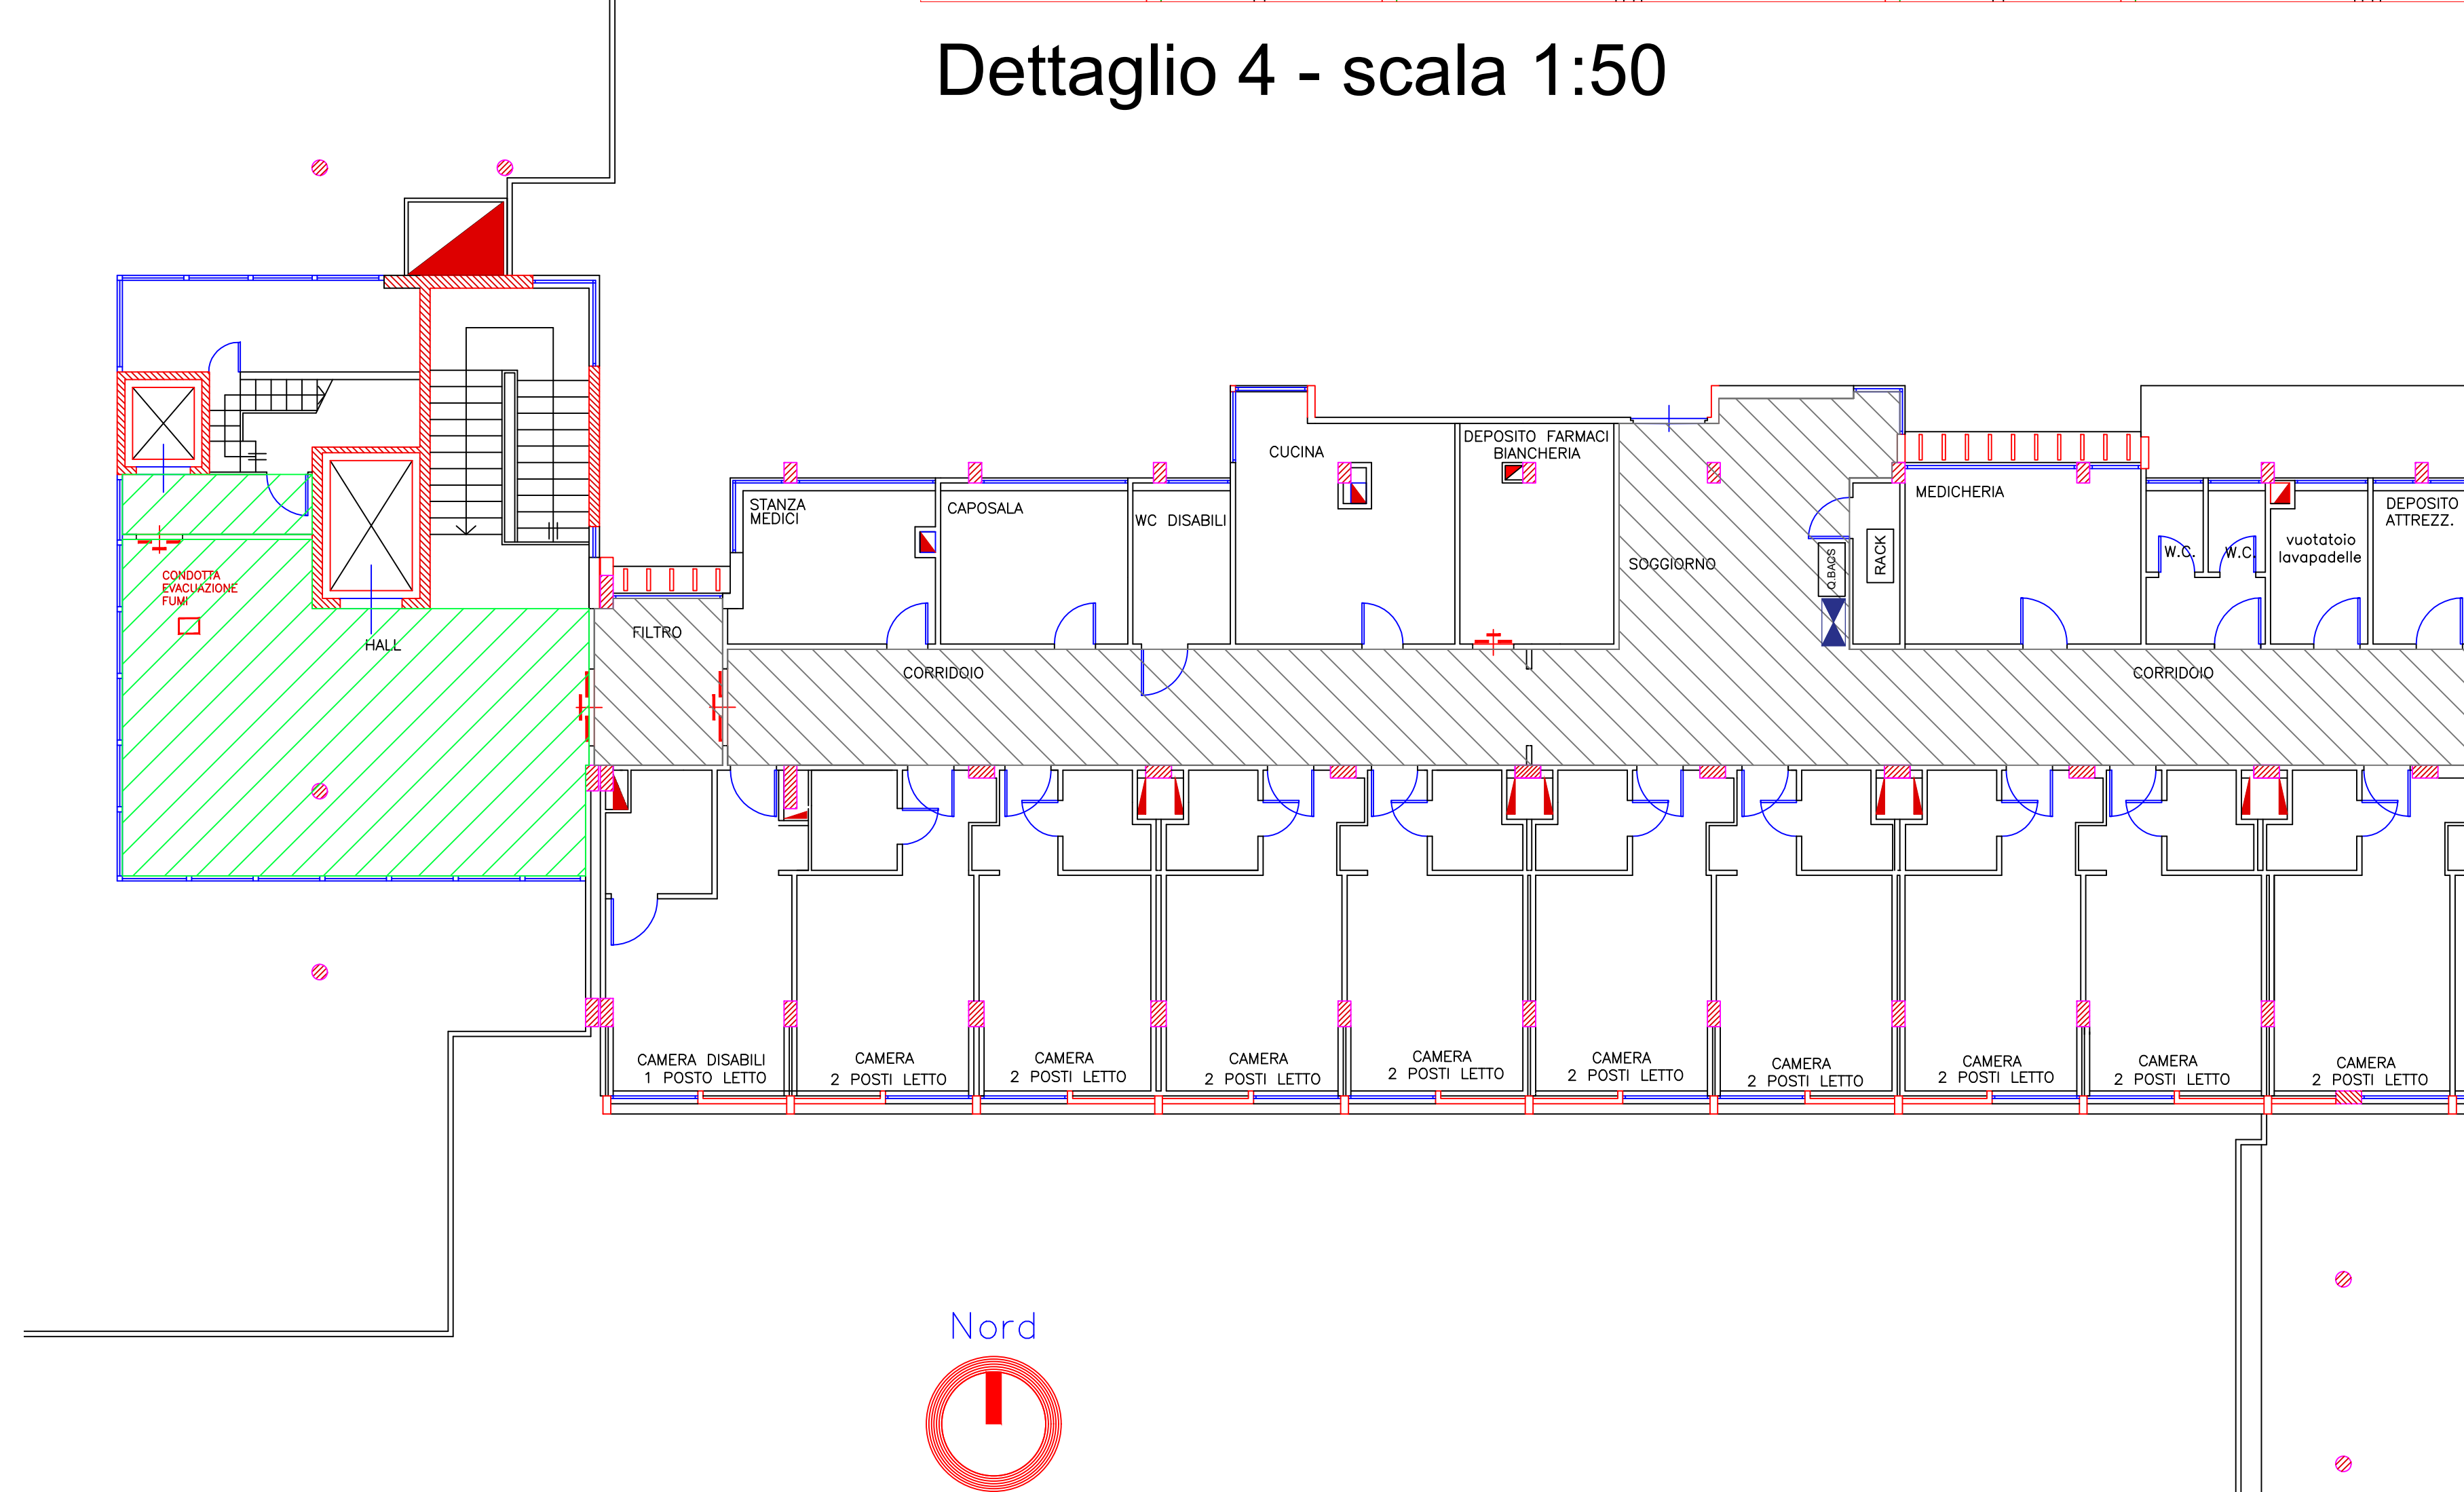 Dettaglio 4 - scala 1:50
CUCINA
DEPOSITO FARMACI
BIANCHERIA
STANZA
MEDICI
CAPOSALA
WC DISABILI
MEDICHERIA
DEPOSITO
ATTREZZ.
SOGGIORNO
Q.BAGS
RACK
W.C.
W.C.
vuotatoio
lavapadelle
CONDOTTA
EVACUAZIONE
FUMI
HALL
FILTRO
CORRIDOIO
CORRIDOIO
CAMERA DISABILI
1 POSTO LETTO
CAMERA
2 POSTI LETTO
CAMERA
2 POSTI LETTO
CAMERA
2 POSTI LETTO
CAMERA
2 POSTI LETTO
CAMERA
2 POSTI LETTO
CAMERA
2 POSTI LETTO
CAMERA
2 POSTI LETTO
CAMERA
2 POSTI LETTO
CAMERA
2 POSTI LETTO
Nord